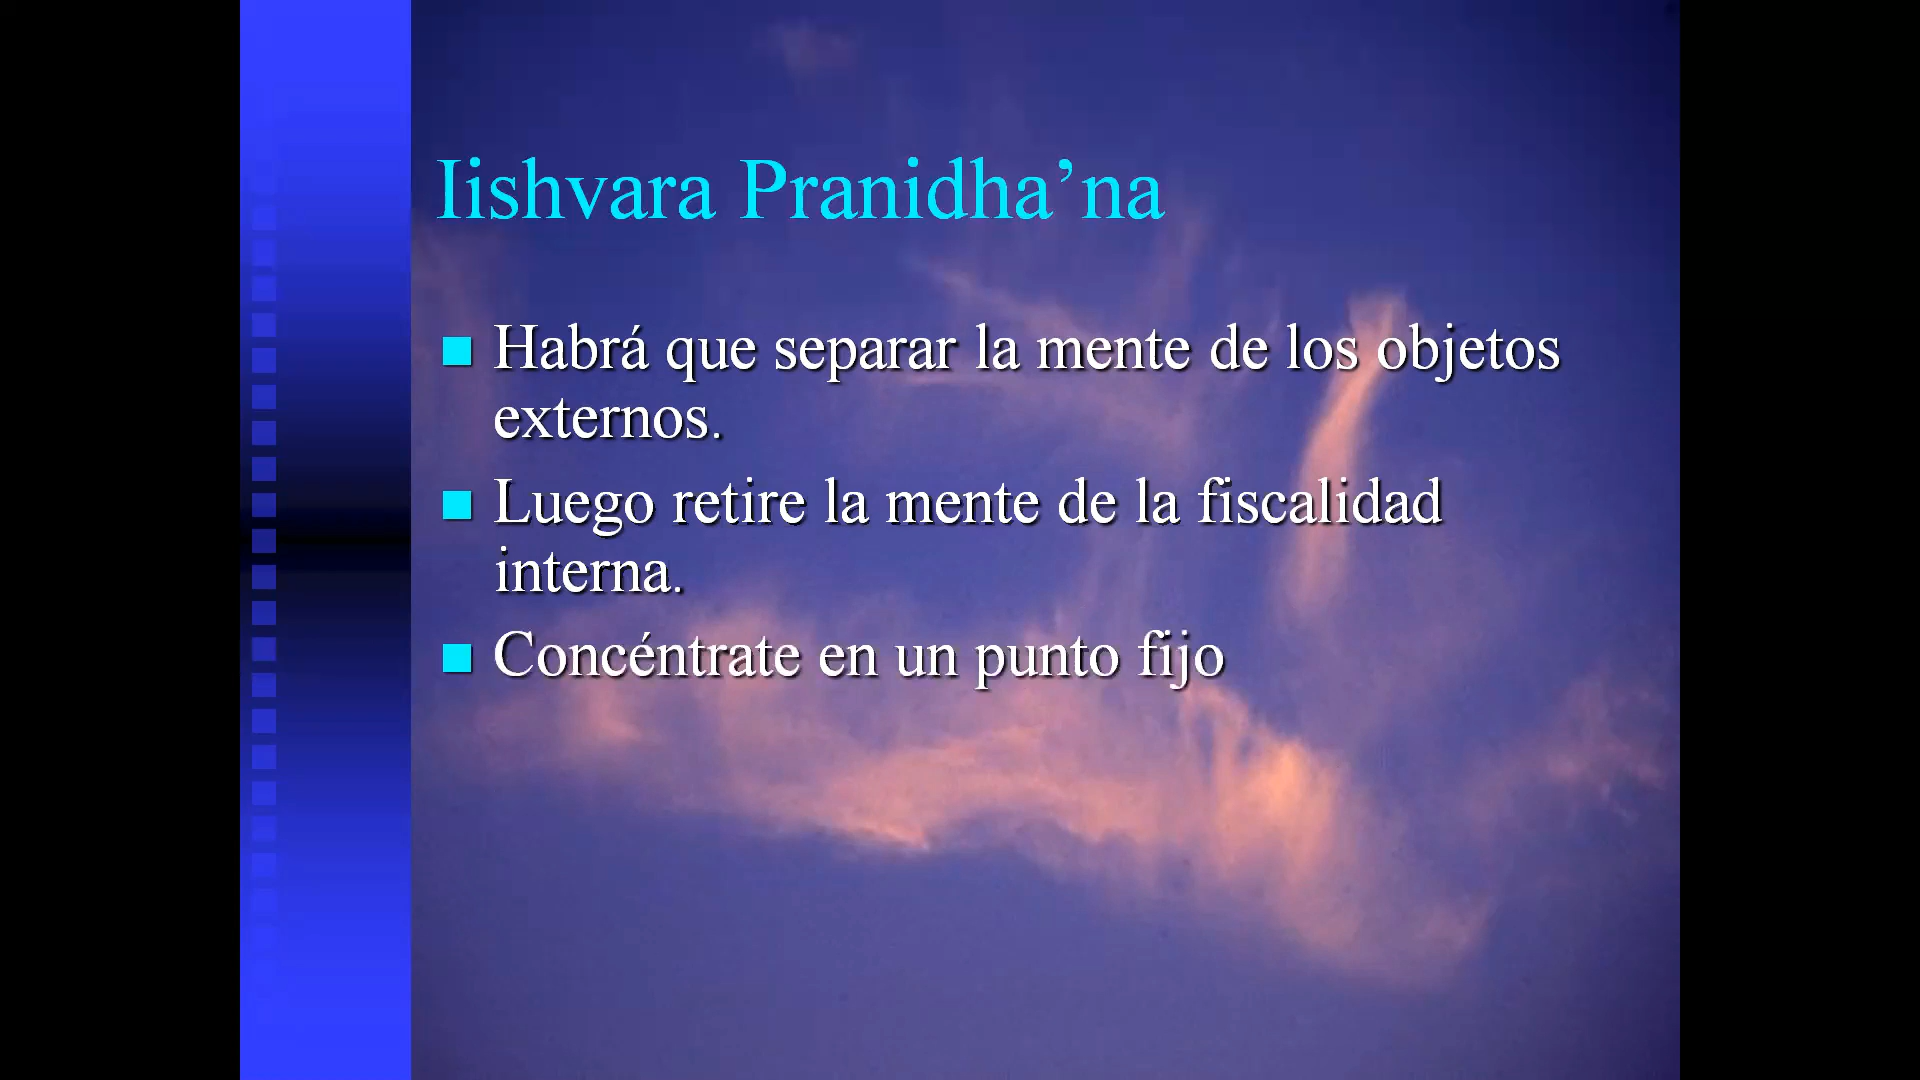 Iishvara Pranidha’na
Habrá que separar la mente de los objetos
externos.
Luego retire la mente de la fiscalidad
interna.
Concéntrate en un punto fijo